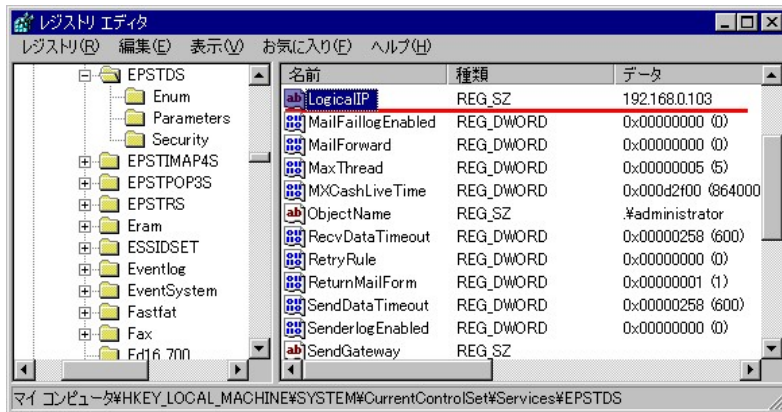 レジストリ エディタ
レジストリ(R) 編集(E) 表示(V) お気に入り(F) ヘルプ(H)
EPSTDS
Enum
Parameters
Security
EPSTIMAP4S
EPSTPOP3S
EPSTRS
Eram
ESSIDSET
Eventlog
EventSystem
Fastfat
Fax
Fd16_700
名前 種類 データ
LogicalIP REG_SZ 192.168.0.103
MailFaillogEnabled REG_DWORD 0x00000000 (0)
MailForward REG_DWORD 0x00000000 (0)
MaxThread REG_DWORD 0x00000005 (5)
MXCashLiveTime REG_DWORD 0x000d2f00 (864000
ObjectName REG_SZ .¥administrator
RecvDataTimeout REG_DWORD 0x00000258 (600)
RetryRule REG_DWORD 0x00000000 (0)
ReturnMailForm REG_DWORD 0x00000001 (1)
SendDataTimeout REG_DWORD 0x00000258 (600)
SenderlogEnabled REG_DWORD 0x00000000 (0)
SendGateway REG_SZ
マイ コンピュータ¥HKEY_LOCAL_MACHINE¥SYSTEM¥CurrentControlSet¥Services¥EPSTDS